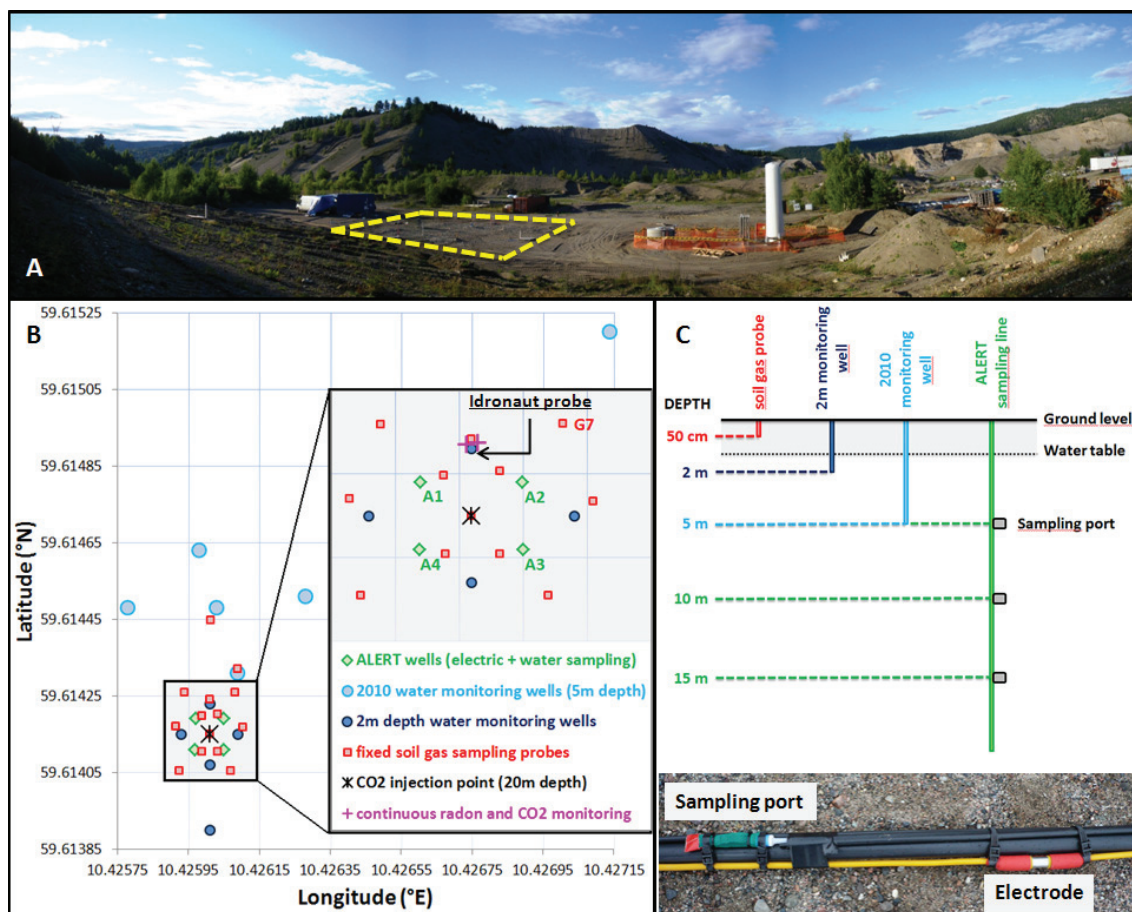 A
B
59.61525
59.61505
59.61485
59.61465
59.61445
59.61425
59.61405
59.61385
Latitude (°N)
10.42575
10.42595
10.42615
10.42635
10.42655
10.42675
10.42695
10.42715
Longitude (°E)
Idronaut probe
G7
A1
A2
A4
A3
ALERT wells (electric + water sampling)
2010 water monitoring wells (5m depth)
2m depth water monitoring wells
fixed soil gas sampling probes
CO2 injection point (20m depth)
continuous radon and CO2 monitoring
C
soil gas probe
2m monitoring
well
2010
monitoring
well
ALERT
sampling line
DEPTH
Ground level
50 cm
Water table
2 m
5 m
Sampling port
10 m
15 m
Sampling port
Electrode